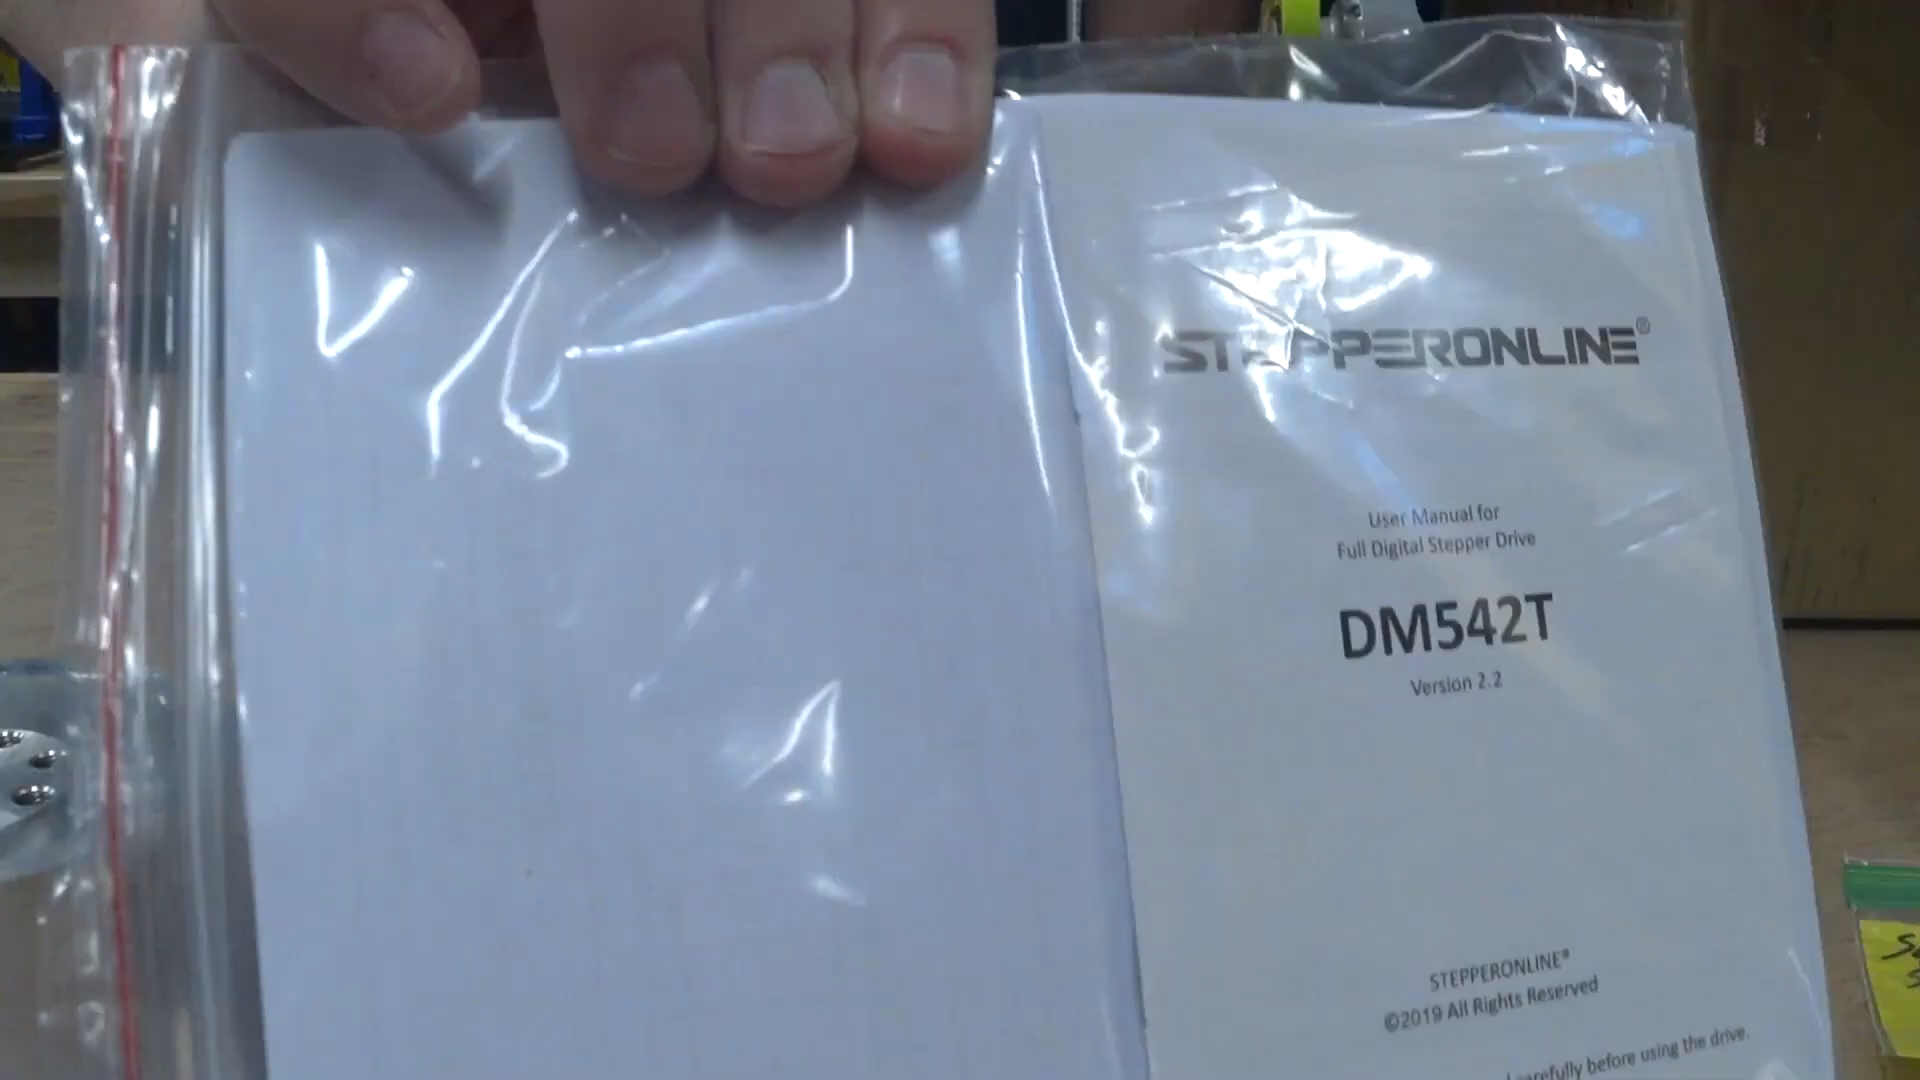 STEPPERONLINE®
User Manual for
Full Digital Stepper Drive
DM542T
Version 2.2
STEPPERONLINE®
©2019 All Rights Reserved
carefully before using the drive.